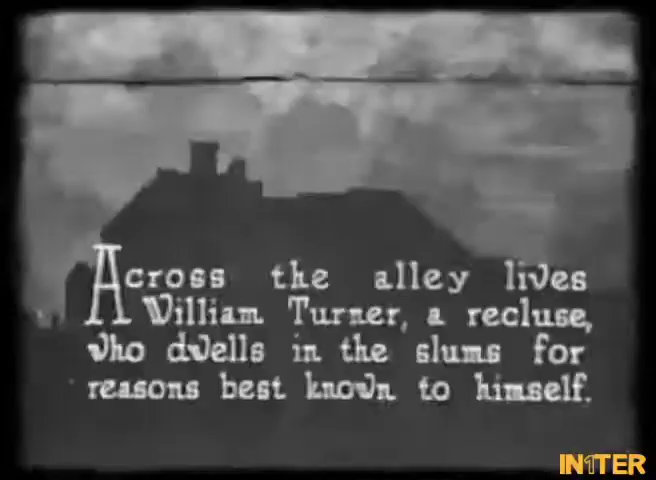 Across the alley lives
William Turner, a recluse,
who dwells in the slums for
reasons best known to himself.
IN1TER